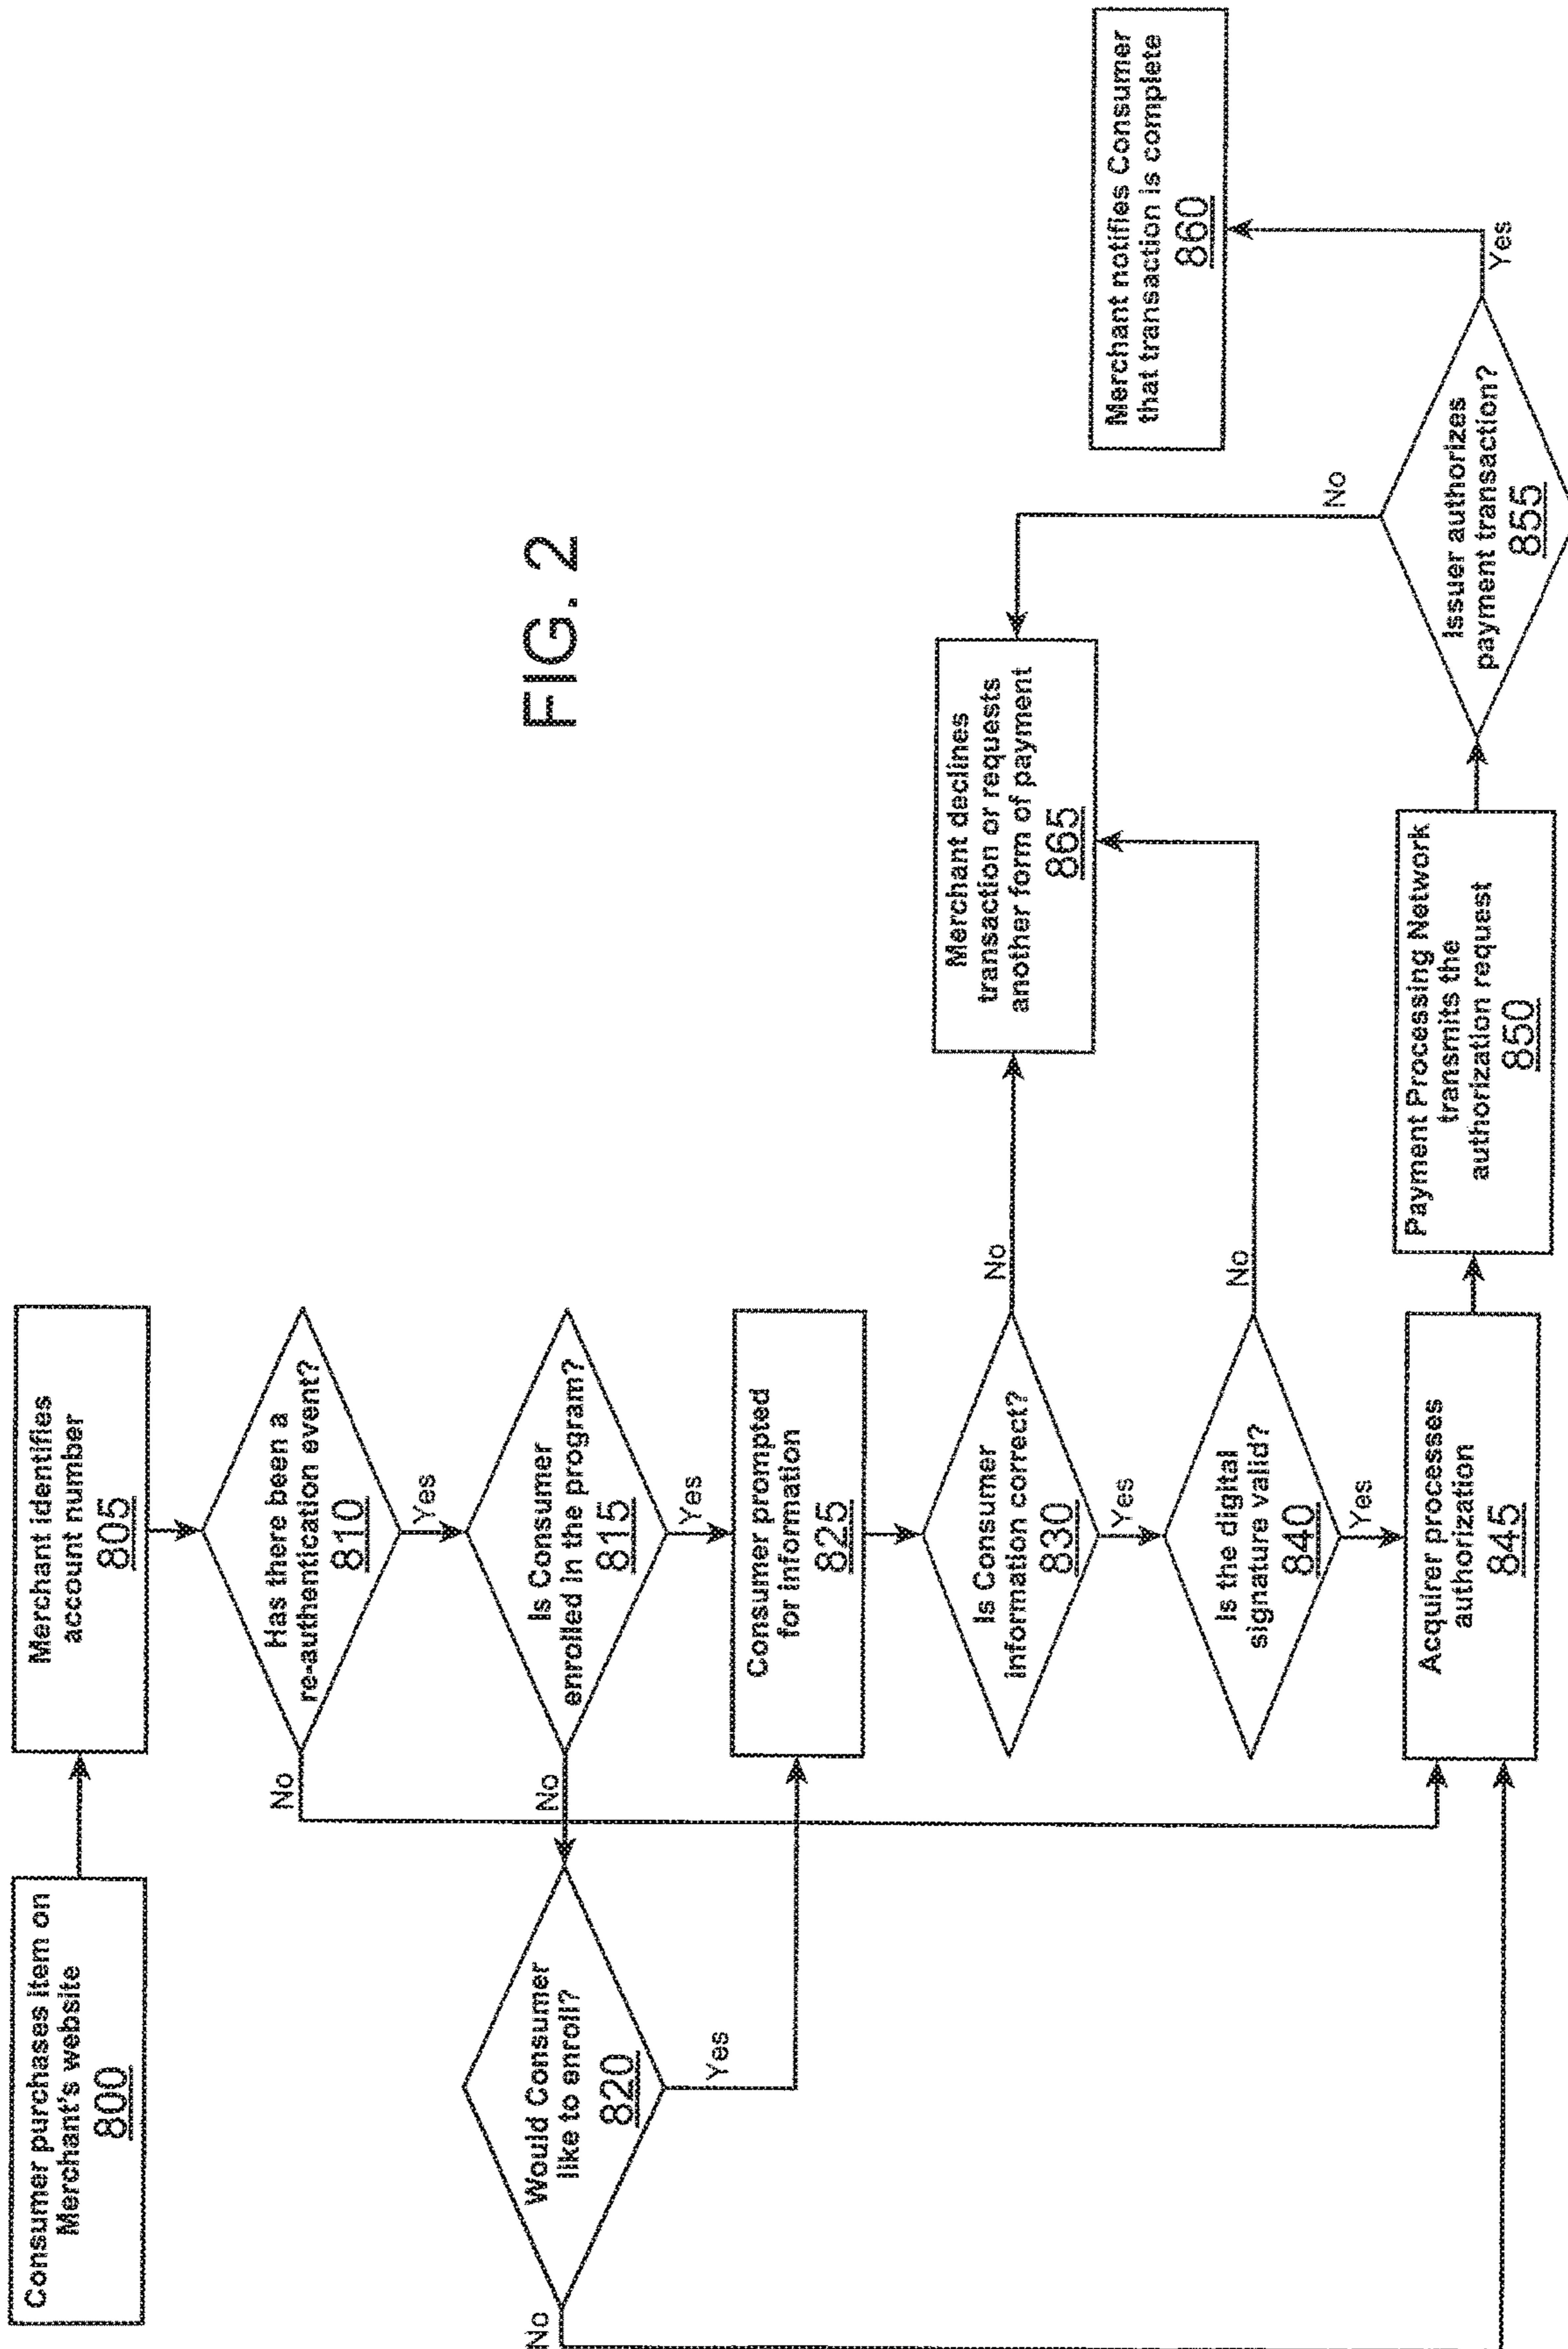 Consumer purchases item on
Merchant's website
800
Merchant identifies
account number
805
Has there been a
re-authentication event?
810
No
Yes
Is Consumer
enrolled in the program?
815
No
Yes
Would Consumer
like to enroll?
820
No
Yes
Consumer prompted
for information
825
Is Consumer
information correct?
830
No
Yes
Is the digital
signature valid?
840
No
Yes
Acquirer processes
authorization
845
Payment Processing Network
transmits the
authorization request
850
Issuer authorizes
payment transaction?
855
No
Yes
Merchant declines
transaction or requests
another form of payment
865
Merchant notifies Consumer
that transaction is complete
860
FIG. 2